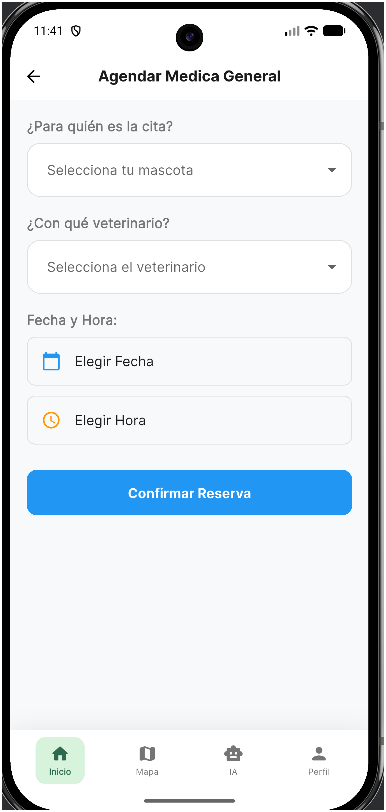 11:41
Agendar Medica General
¿Para quién es la cita?
Selecciona tu mascota
¿Con qué veterinario?
Selecciona el veterinario
Fecha y Hora:
Elegir Fecha
Elegir Hora
Confirmar Reserva
Inicio Mapa IA Perfil